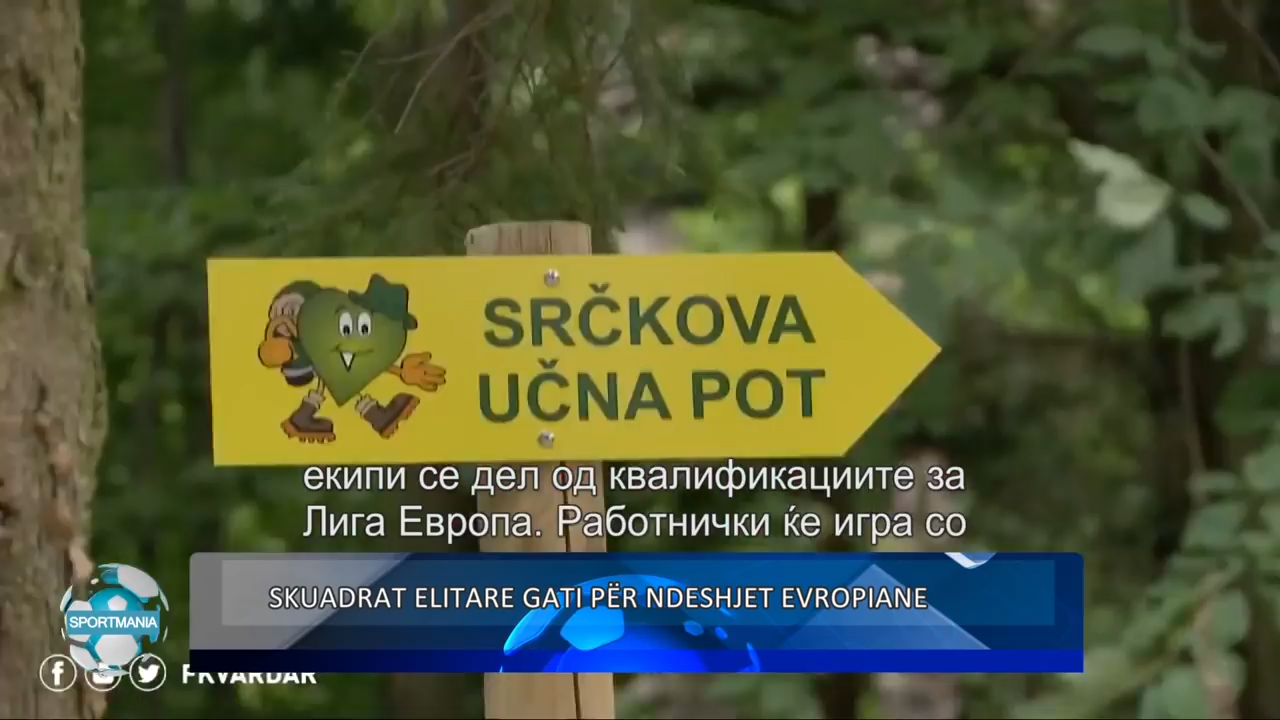 SRČKOVA
UČNA POT
екипи се дел од квалификациите за
Лига Европа. Работнички ќе игра со
SKUADRAT ELITARE GATI PËR NDESHJET EVROPIANE
SPORTMANIA
FKVARDAR